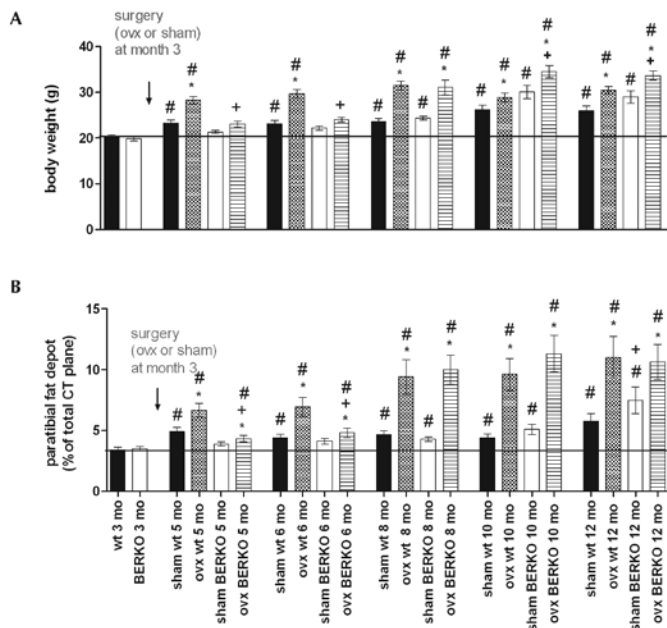 A
surgery
(ovx or sham)
at month 3
body weight (g)
40
30
20
10
0
#
#
*
+
#
#
*
+
#
#
*
#
#
*
#
#
*
#
#
*
+
#
#
*
#
#
*
+
B
surgery
(ovx or sham)
at month 3
paratibial fat depot
(% of total CT plane)
15
10
5
0
#
#
*
#
+
*
#
#
*
#
+
*
#
#
*
#
#
*
#
#
*
#
*
#
#
*
+
#
#
*
wt 3 mo
BERKO 3 mo
sham wt 5 mo
ovx wt 5 mo
sham BERKO 5 mo
ovx BERKO 5 mo
sham wt 6 mo
ovx wt 6 mo
sham BERKO 6 mo
ovx BERKO 6 mo
sham wt 8 mo
ovx wt 8 mo
sham BERKO 8 mo
ovx BERKO 8 mo
sham wt 10 mo
ovx wt 10 mo
sham BERKO 10 mo
ovx BERKO 10 mo
sham wt 12 mo
ovx wt 12 mo
sham BERKO 12 mo
ovx BERKO 12 mo